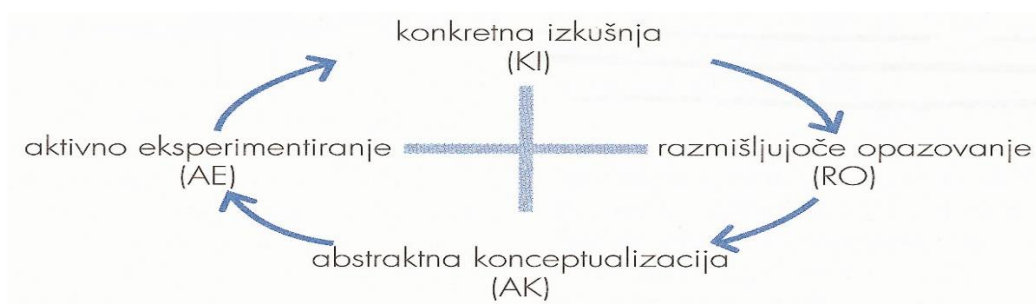 konkretna izkušnja
(KI)
aktivno eksperimentiranje
(AE)
razmišljujoče opazovanje
(RO)
abstraktna konceptualizacija
(AK)